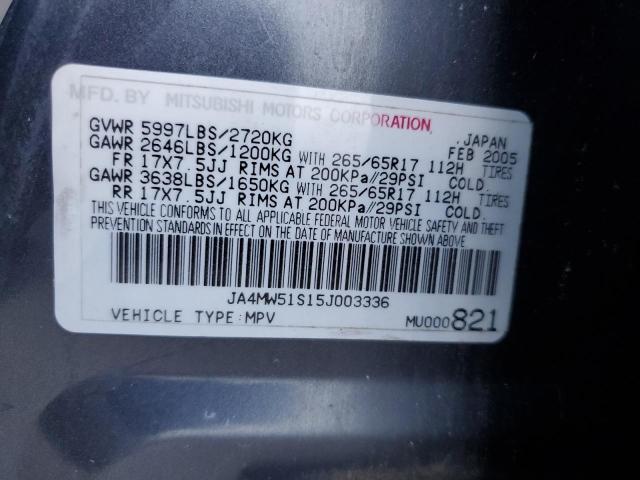 MFD. BY MITSUBISHI MOTORS CORPORATION
JAPAN
GVWR 5997LBS/2720KG FEB 2005
GAWR 2646LBS/1200KG WITH 265/65R17 112H TIRES
FR 17X7.5JJ RIMS AT 200KPa//29PSI COLD.
GAWR 3638LBS/1650KG WITH 265/65R17 112H TIRES
RR 17X7.5JJ RIMS AT 200KPa//29PSI COLD.
THIS VEHICLE CONFORMS TO ALL APPLICABLE FEDERAL MOTOR VEHICLE SAFETY AND THEFT
PREVENTION STANDARDS IN EFFECT ON THE DATE OF MANUFACTURE SHOWN ABOVE
JA4MW51S15J003336
VEHICLE TYPE:MPV MU000821